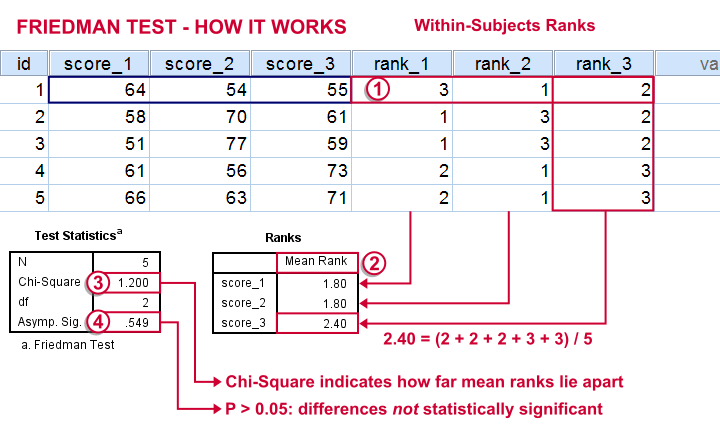 FRIEDMAN TEST - HOW IT WORKS Within-Subjects Ranks
id score_1 score_2 score_3 rank_1 rank_2 rank_3 va
1 64 54 55 1 3 1 2
2 58 70 61 1 3 2
3 51 77 59 1 3 2
4 61 56 73 2 1 3
5 66 63 71 2 1 3
Test Statisticsa
N 5
Chi-Square 3 1.200
df 2
Asymp. Sig. 4 .549
a. Friedman Test
Ranks
Mean Rank 2
score_1 1.80
score_2 1.80
score_3 2.40
2.40 = (2 + 2 + 2 + 3 + 3) / 5
Chi-Square indicates how far mean ranks lie apart
P > 0.05: differences not statistically significant